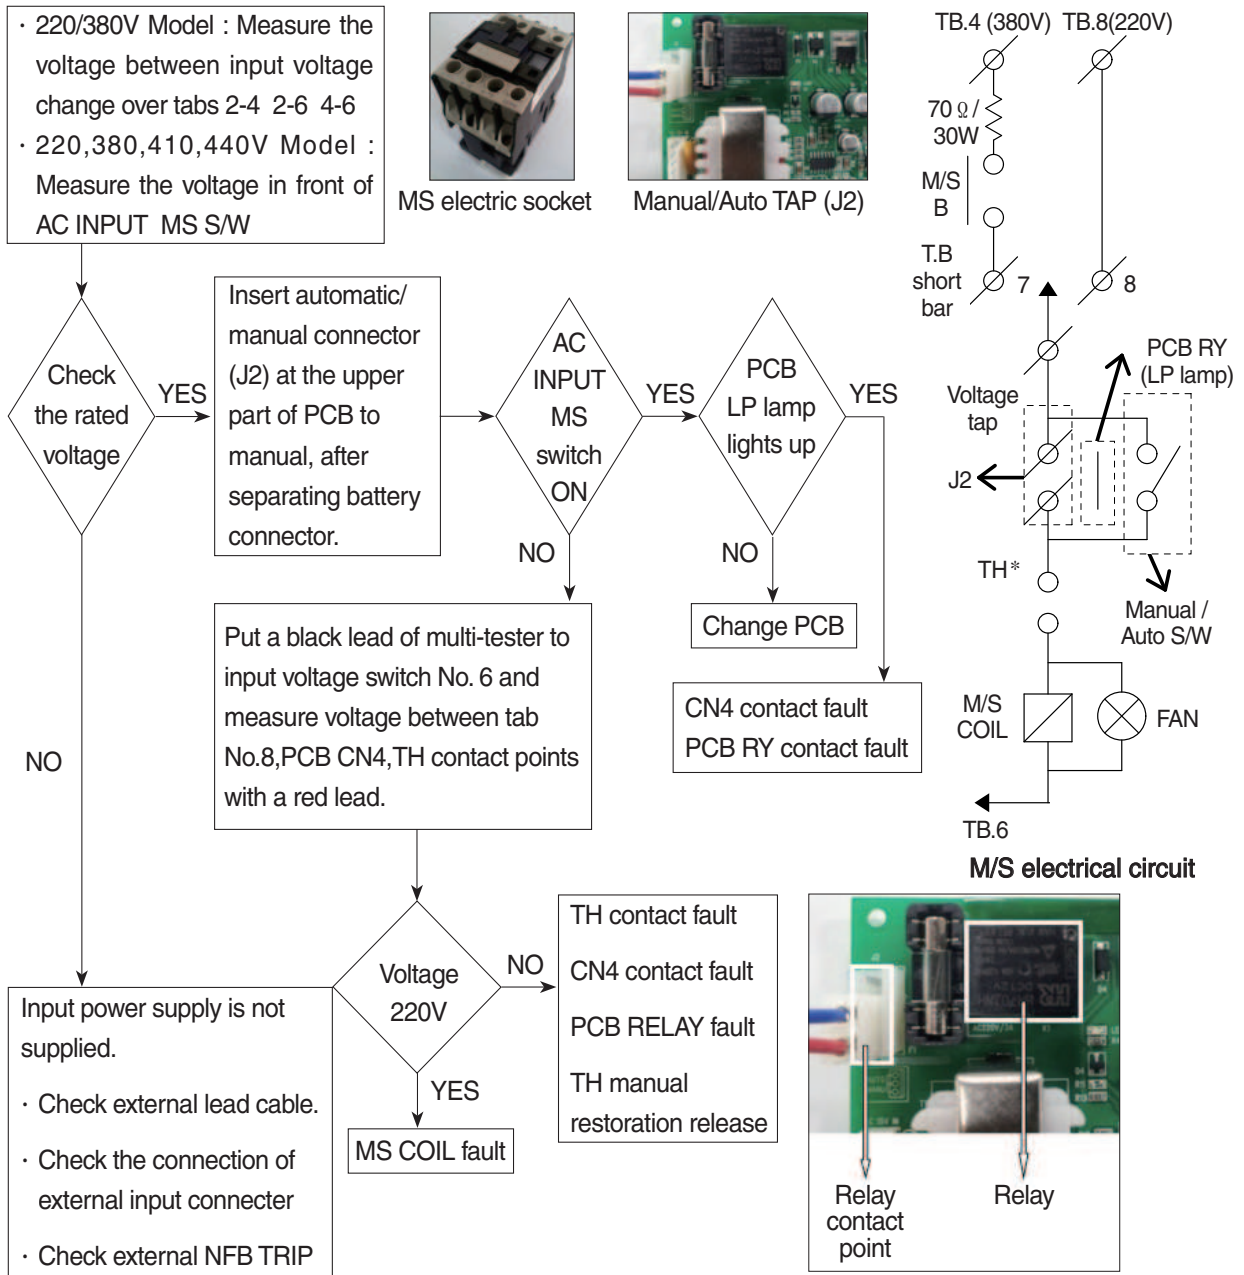 · 220/380V Model : Measure the
voltage between input voltage
change over tabs 2-4 2-6 4-6
· 220,380,410,440V Model :
Measure the voltage in front of
AC INPUT MS S/W
MS electric socket
Manual/Auto TAP (J2)
Check
the rated
voltage
YES
Insert automatic/
manual connector
(J2) at the upper
part of PCB to
manual, after
separating battery
connector.
AC
INPUT
MS
switch
ON
YES
PCB
LP lamp
lights up
YES
NO
NO
Change PCB
CN4 contact fault
PCB RY contact fault
Put a black lead of multi-tester to
input voltage switch No. 6 and
measure voltage between tab
No.8,PCB CN4,TH contact points
with a red lead.
NO
Voltage
220V
NO
TH contact fault
CN4 contact fault
PCB RELAY fault
TH manual
restoration release
YES
MS COIL fault
Input power supply is not
supplied.
· Check external lead cable.
· Check the connection of
external input connecter
· Check external NFB TRIP
TB.4 (380V)
TB.8(220V)
70 Ω /
30W
M/S
B
T.B
short
bar
7
8
PCB RY
(LP lamp)
Voltage
tap
J2
TH*
Manual /
Auto S/W
M/S
COIL
FAN
TB.6
M/S electrical circuit
Relay
contact
point
Relay